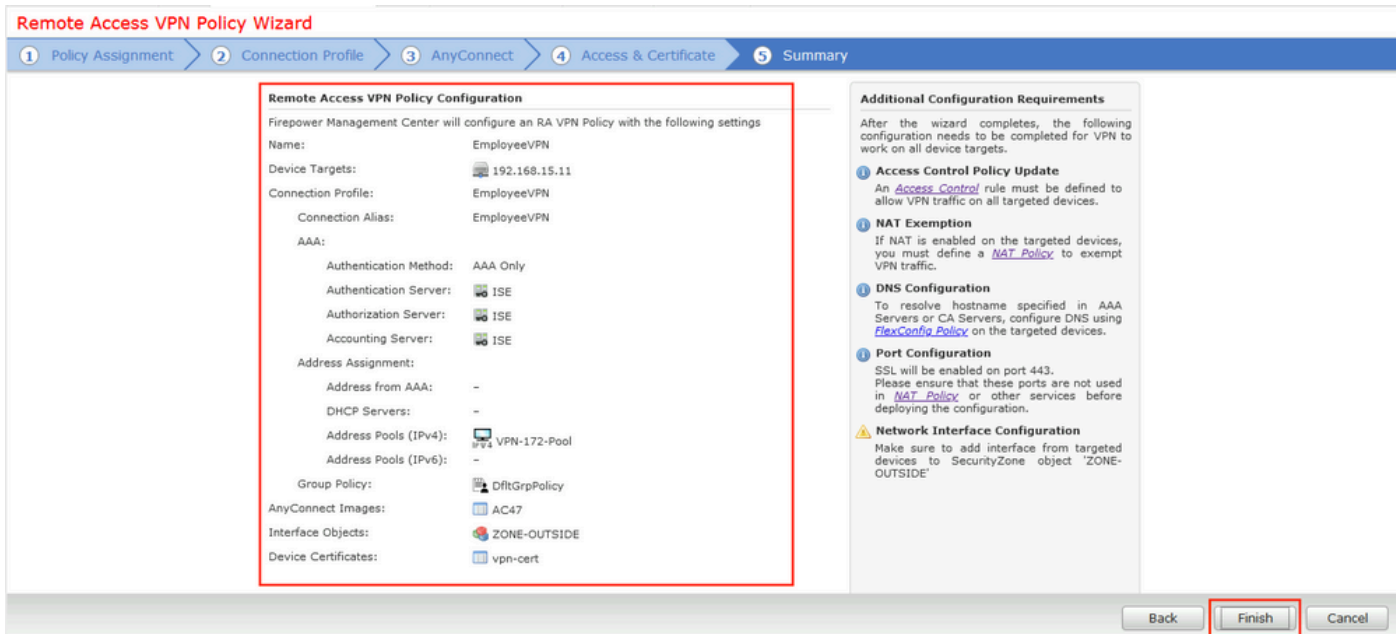 Remote Access VPN Policy Wizard
1 Policy Assignment 2 Connection Profile 3 AnyConnect 4 Access & Certificate 5 Summary
Remote Access VPN Policy Configuration
Firepower Management Center will configure an RA VPN Policy with the following settings
Name: EmployeeVPN
Device Targets: 192.168.15.11
Connection Profile: EmployeeVPN
Connection Alias: EmployeeVPN
AAA:
Authentication Method: AAA Only
Authentication Server: ISE
Authorization Server: ISE
Accounting Server: ISE
Address Assignment:
Address from AAA: –
DHCP Servers: –
Address Pools (IPv4): IPV4 VPN-172-Pool
Address Pools (IPv6): –
Group Policy: DfltGrpPolicy
AnyConnect Images: AC47
Interface Objects: ZONE-OUTSIDE
Device Certificates: vpn-cert
Additional Configuration Requirements
After the wizard completes, the following
configuration needs to be completed for VPN to
work on all device targets.
Access Control Policy Update
An Access Control rule must be defined to
allow VPN traffic on all targeted devices.
NAT Exemption
If NAT is enabled on the targeted devices,
you must define a NAT Policy to exempt
VPN traffic.
DNS Configuration
To resolve hostname specified in AAA
Servers or CA Servers, configure DNS using
FlexConfig Policy on the targeted devices.
Port Configuration
SSL will be enabled on port 443.
Please ensure that these ports are not used
in NAT Policy or other services before
deploying the configuration.
Network Interface Configuration
Make sure to add interface from targeted
devices to SecurityZone object 'ZONE-
OUTSIDE'
Back Finish Cancel